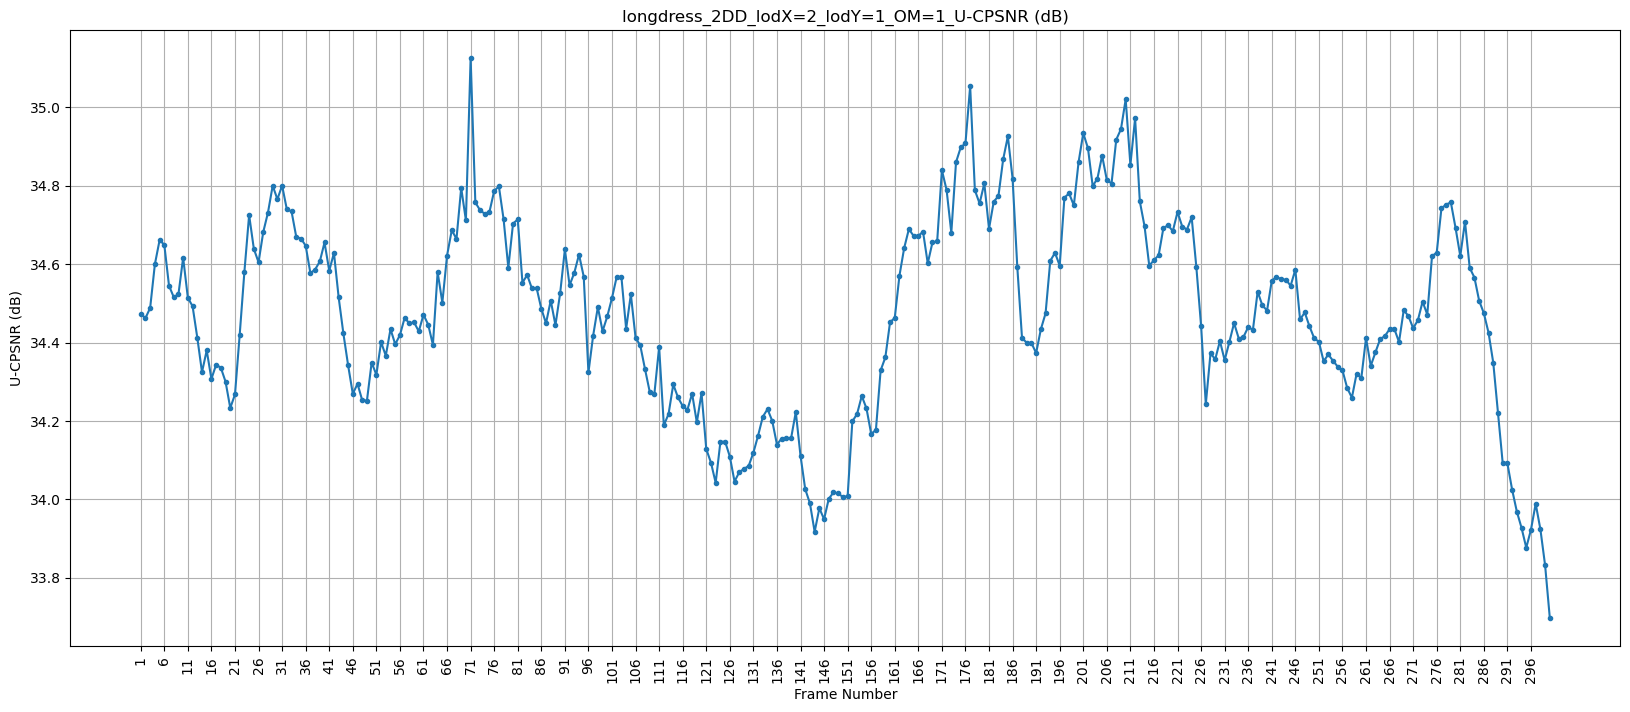 longdress_2DD_lodX=2_lodY=1_OM=1_U-CPSNR (dB)
U-CPSNR (dB)
35.0
34.8
34.6
34.4
34.2
34.0
33.8
1 6 11 16 21 26 31 36 41 46 51 56 61 66 71 76 81 86 91 96 101 106 111 116 121 126 131 136 141 146 151 156 161 166 171 176 181 186 191 196 201 206 211 216 221 226 231 236 241 246 251 256 261 266 271 276 281 286 291 296
Frame Number